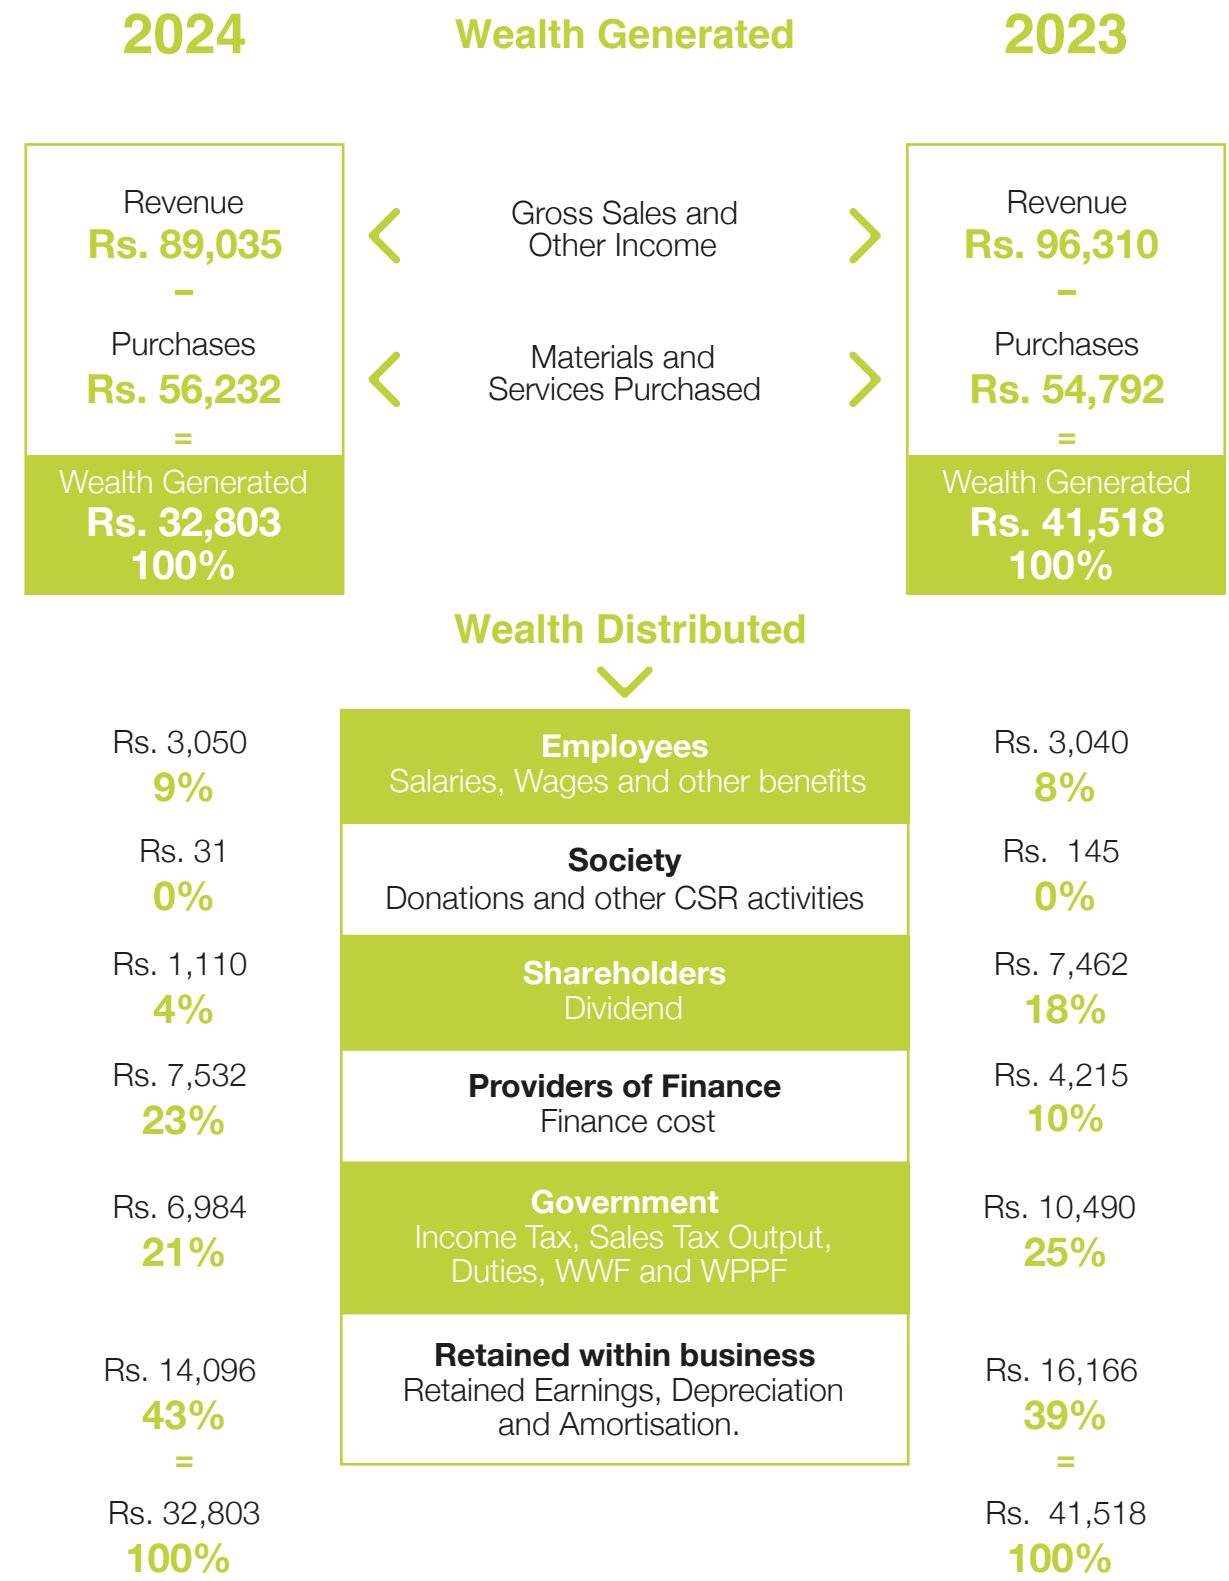 2024
Wealth Generated
2023
Revenue
Rs. 89,035
–
Purchases
Rs. 56,232
=
Wealth Generated
Rs. 32,803
100%
Gross Sales and
Other Income
Materials and
Services Purchased
Revenue
Rs. 96,310
–
Purchases
Rs. 54,792
=
Wealth Generated
Rs. 41,518
100%
Wealth Distributed
Rs. 3,050
9%
Employees
Salaries, Wages and other benefits
Rs. 3,040
8%
Rs. 31
0%
Society
Donations and other CSR activities
Rs. 145
0%
Rs. 1,110
4%
Shareholders
Dividend
Rs. 7,462
18%
Rs. 7,532
23%
Providers of Finance
Finance cost
Rs. 4,215
10%
Rs. 6,984
21%
Government
Income Tax, Sales Tax Output,
Duties, WWF and WPPF
Rs. 10,490
25%
Rs. 14,096
43%
Retained within business
Retained Earnings, Depreciation
and Amortisation.
Rs. 16,166
39%
=
Rs. 32,803
100%
=
Rs. 41,518
100%